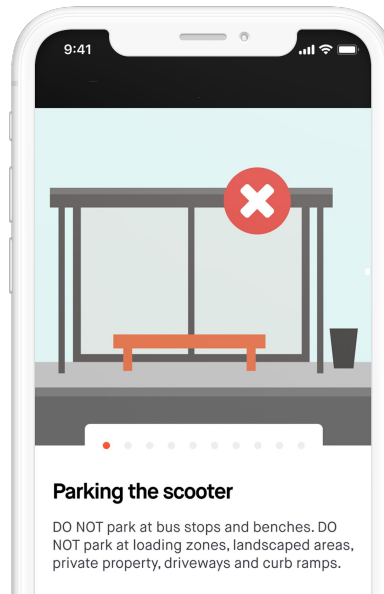 9:41
Parking the scooter
DO NOT park at bus stops and benches. DO
NOT park at loading zones, landscaped areas,
private property, driveways and curb ramps.